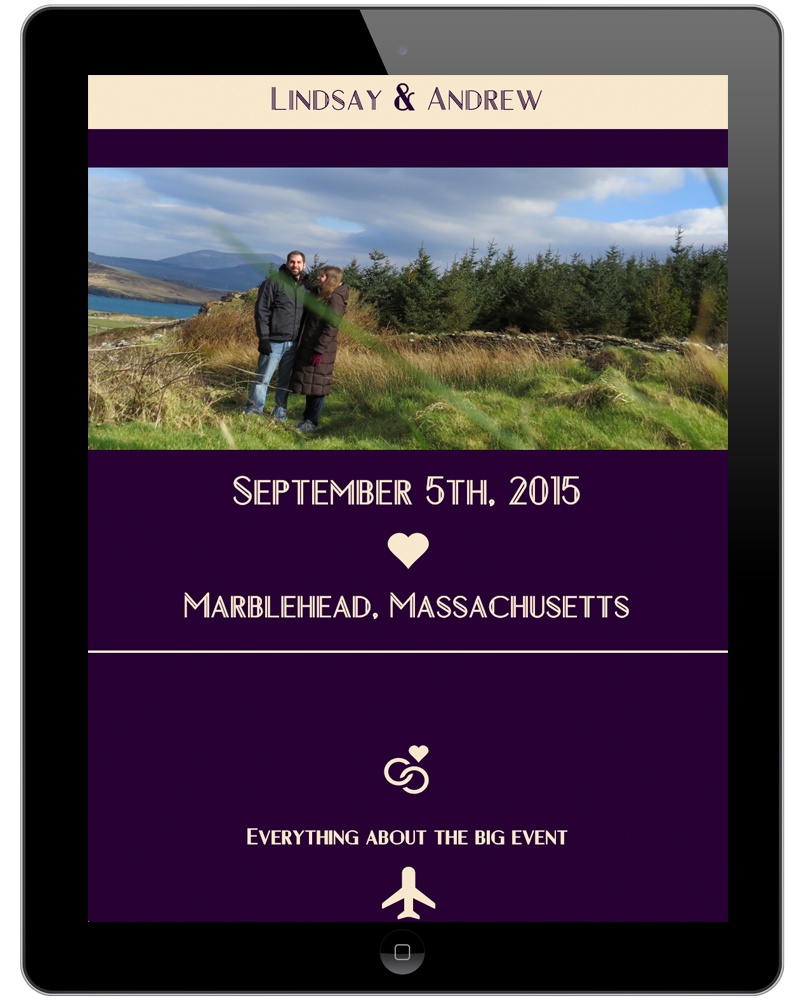 Lindsay & Andrew
September 5th, 2015
Marblehead, Massachusetts
Everything about the big event